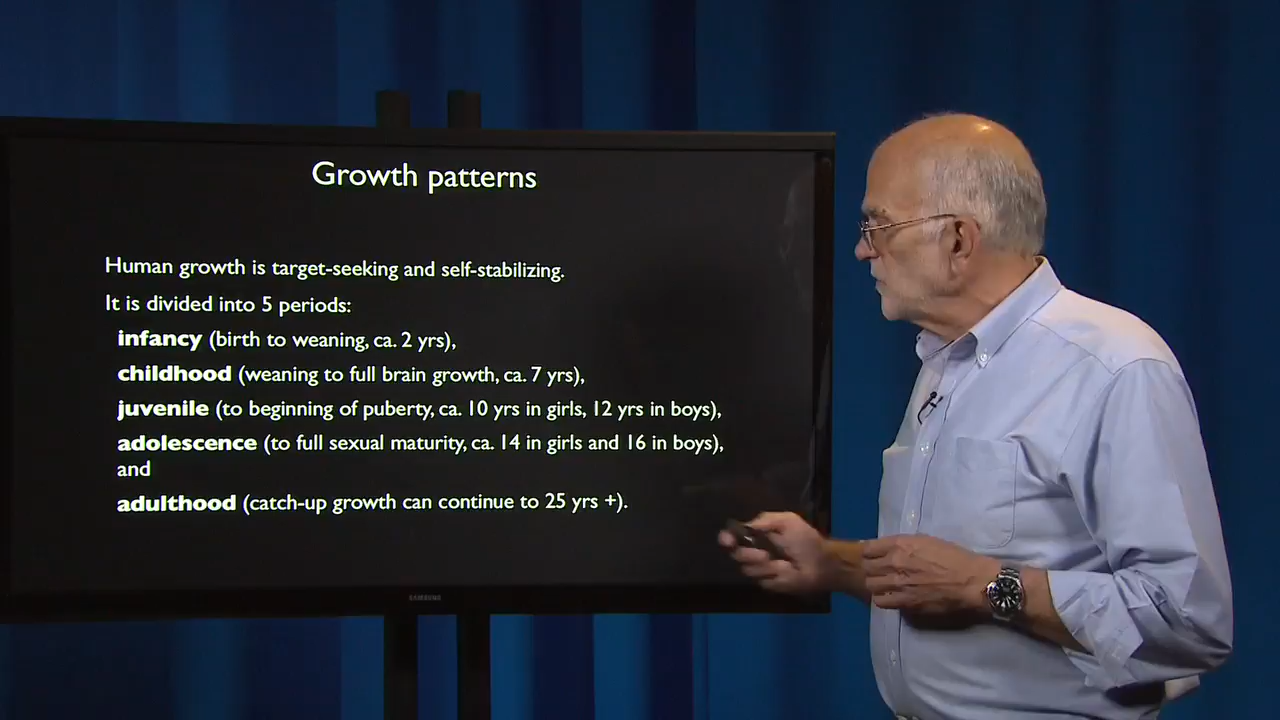 Growth patterns
Human growth is target-seeking and self-stabilizing.
It is divided into 5 periods:
infancy (birth to weaning, ca. 2 yrs),
childhood (weaning to full brain growth, ca. 7 yrs),
juvenile (to beginning of puberty, ca. 10 yrs in girls, 12 yrs in boys),
adolescence (to full sexual maturity, ca. 14 in girls and 16 in boys),
and
adulthood (catch-up growth can continue to 25 yrs +).
SAMSUNG